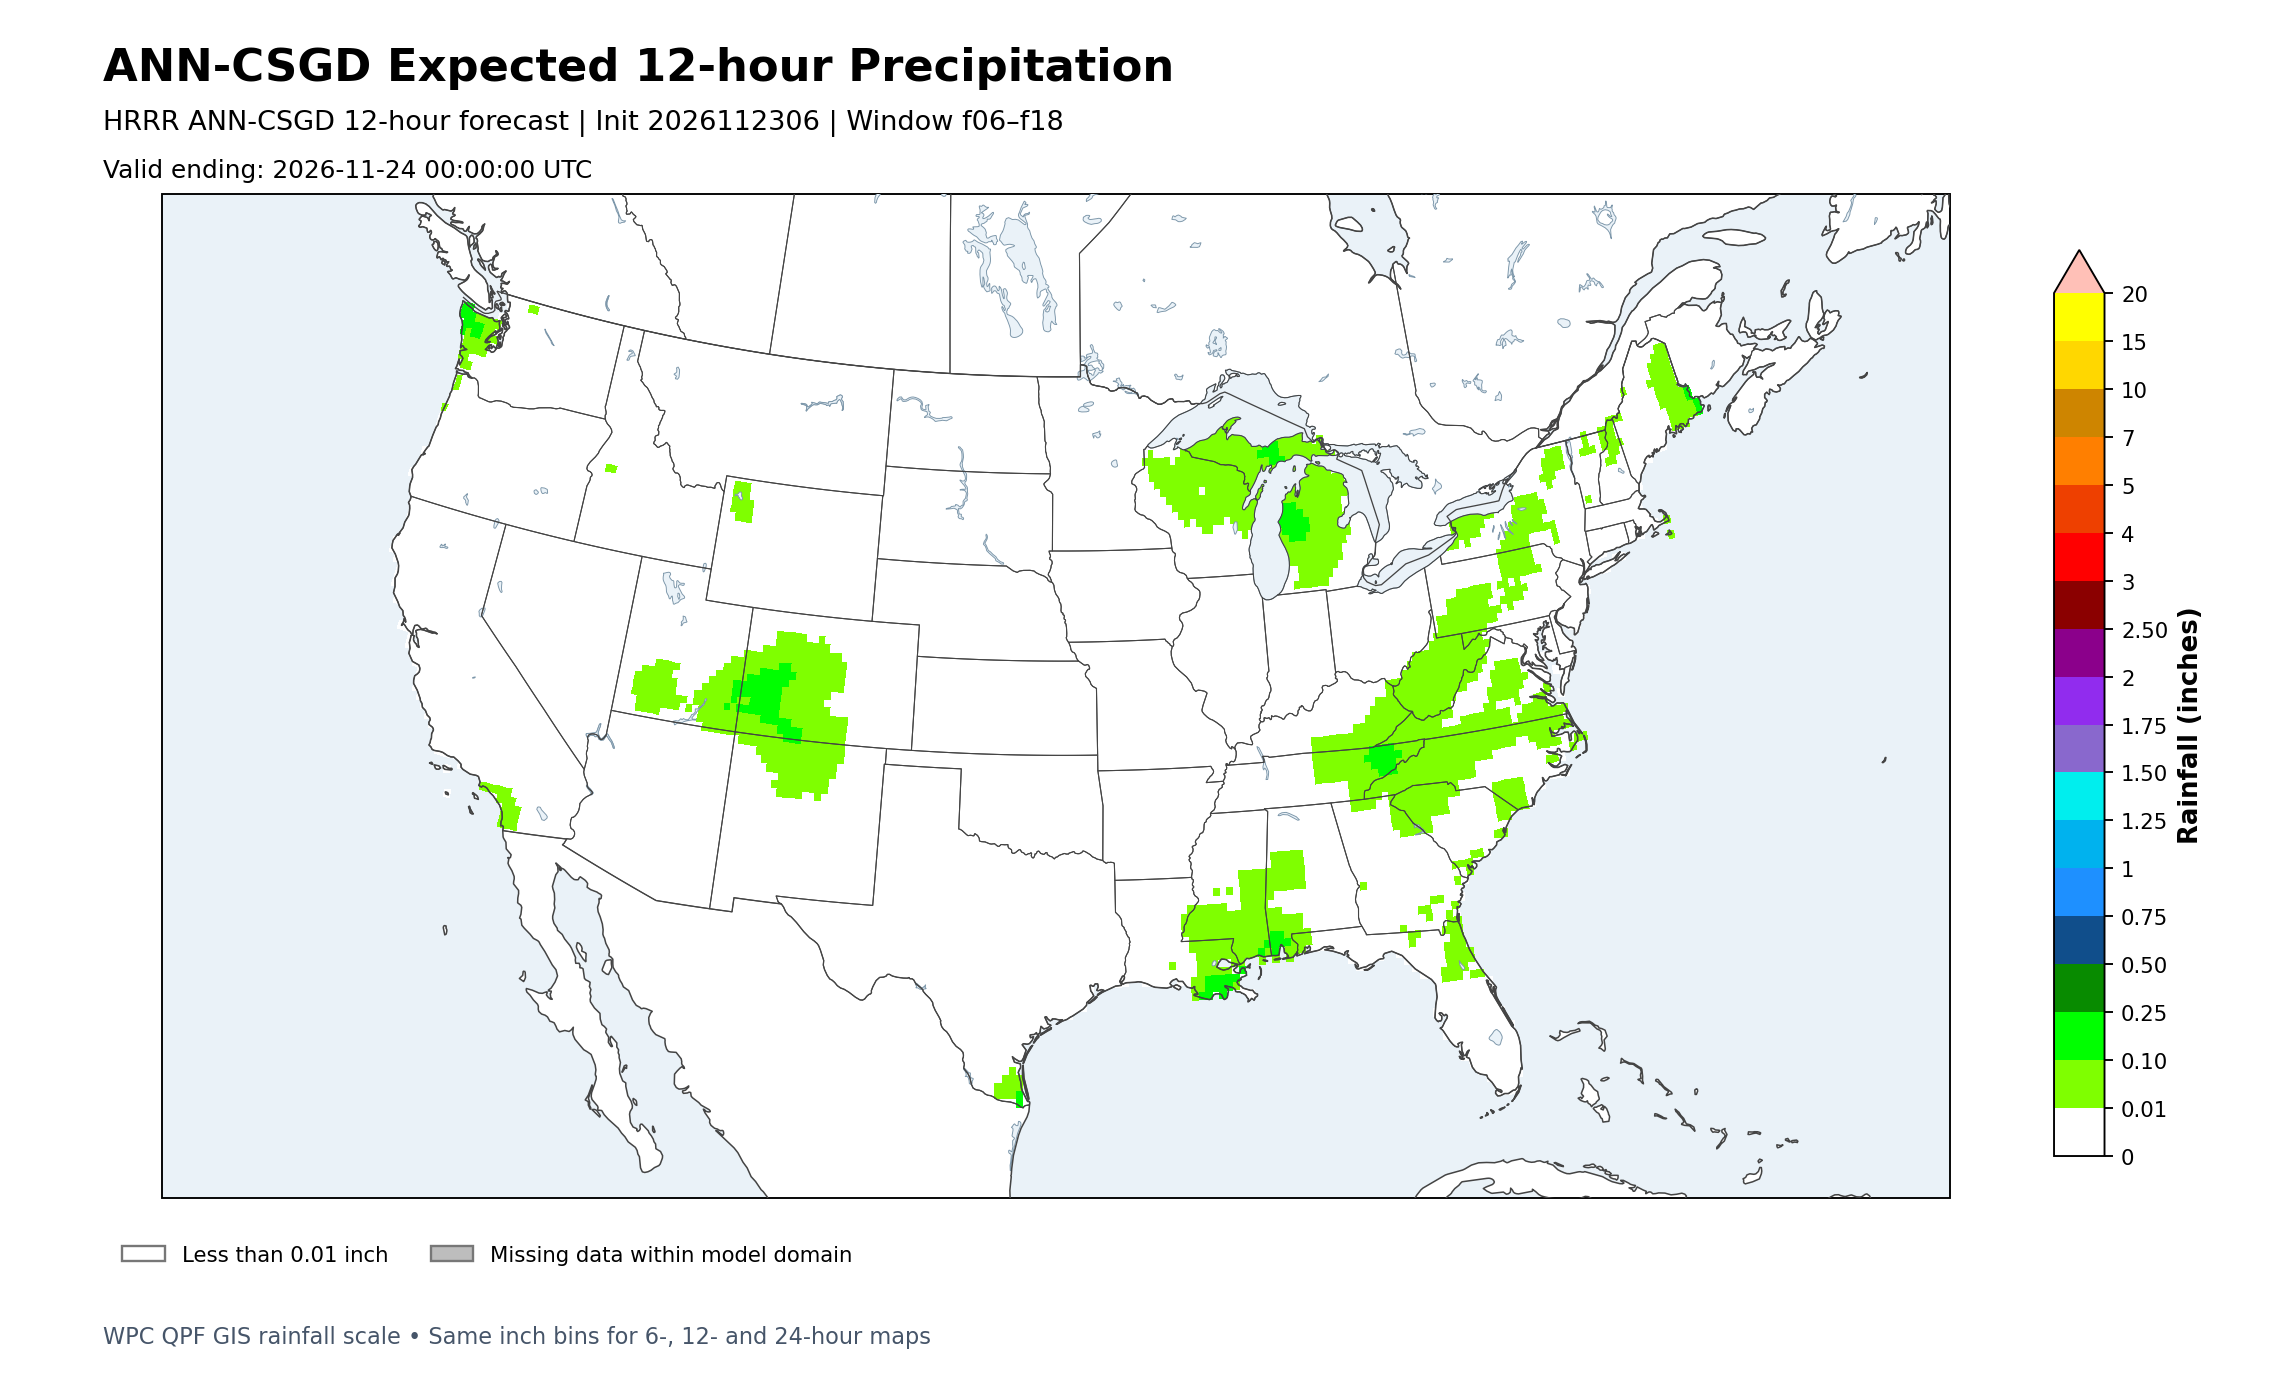 ANN-CSGD Expected 12-hour Precipitation
HRRR ANN-CSGD 12-hour forecast | Init 2026112306 | Window f06–f18
Valid ending: 2026-11-24 00:00:00 UTC
20
15
10
7
5
4
3
2.50
2
1.75
1.50
1.25
1
0.75
0.50
0.25
0.10
0.01
0
Rainfall (inches)
Less than 0.01 inch
Missing data within model domain
WPC QPF GIS rainfall scale • Same inch bins for 6-, 12- and 24-hour maps